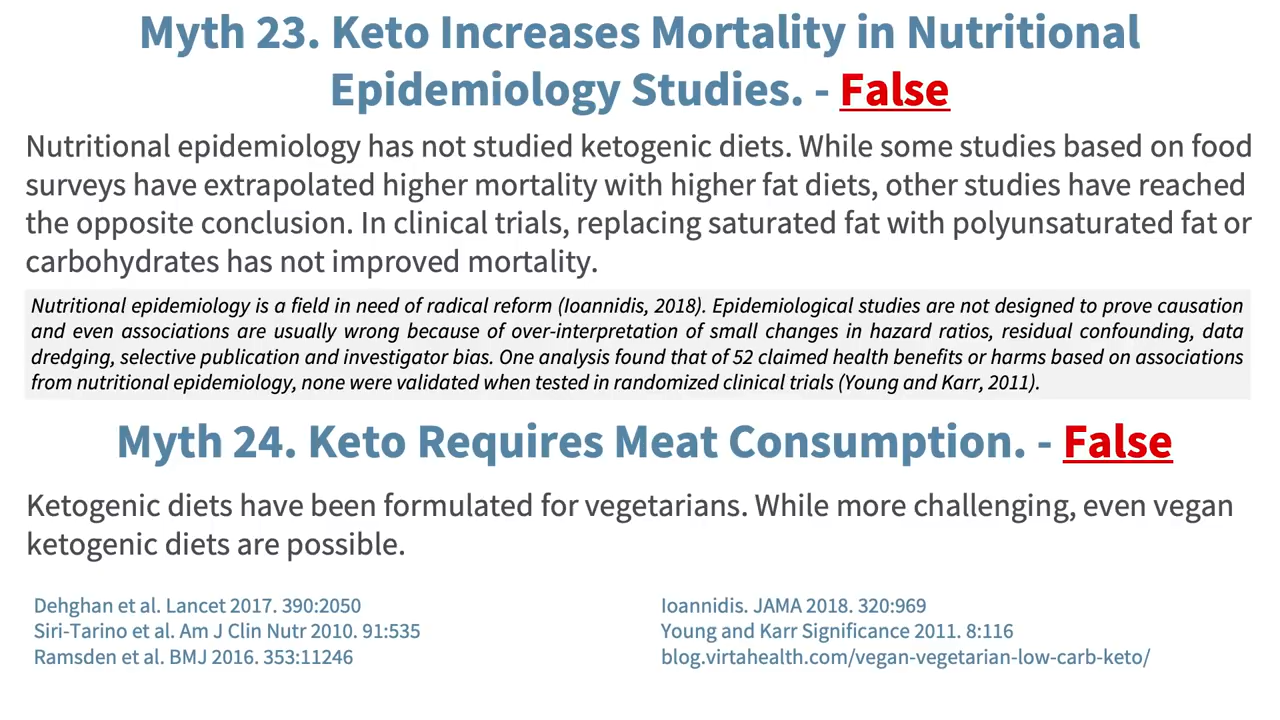 Myth 23. Keto Increases Mortality in Nutritional
Epidemiology Studies. - False
Nutritional epidemiology has not studied ketogenic diets. While some studies based on food
surveys have extrapolated higher mortality with higher fat diets, other studies have reached
the opposite conclusion. In clinical trials, replacing saturated fat with polyunsaturated fat or
carbohydrates has not improved mortality.
Nutritional epidemiology is a field in need of radical reform (Ioannidis, 2018). Epidemiological studies are not designed to prove causation
and even associations are usually wrong because of over-interpretation of small changes in hazard ratios, residual confounding, data
dredging, selective publication and investigator bias. One analysis found that of 52 claimed health benefits or harms based on associations
from nutritional epidemiology, none were validated when tested in randomized clinical trials (Young and Karr, 2011).
Myth 24. Keto Requires Meat Consumption. - False
Ketogenic diets have been formulated for vegetarians. While more challenging, even vegan
ketogenic diets are possible.
Dehghan et al. Lancet 2017. 390:2050
Siri-Tarino et al. Am J Clin Nutr 2010. 91:535
Ramsden et al. BMJ 2016. 353:11246
Ioannidis. JAMA 2018. 320:969
Young and Karr Significance 2011. 8:116
blog.virtahealth.com/vegan-vegetarian-low-carb-keto/